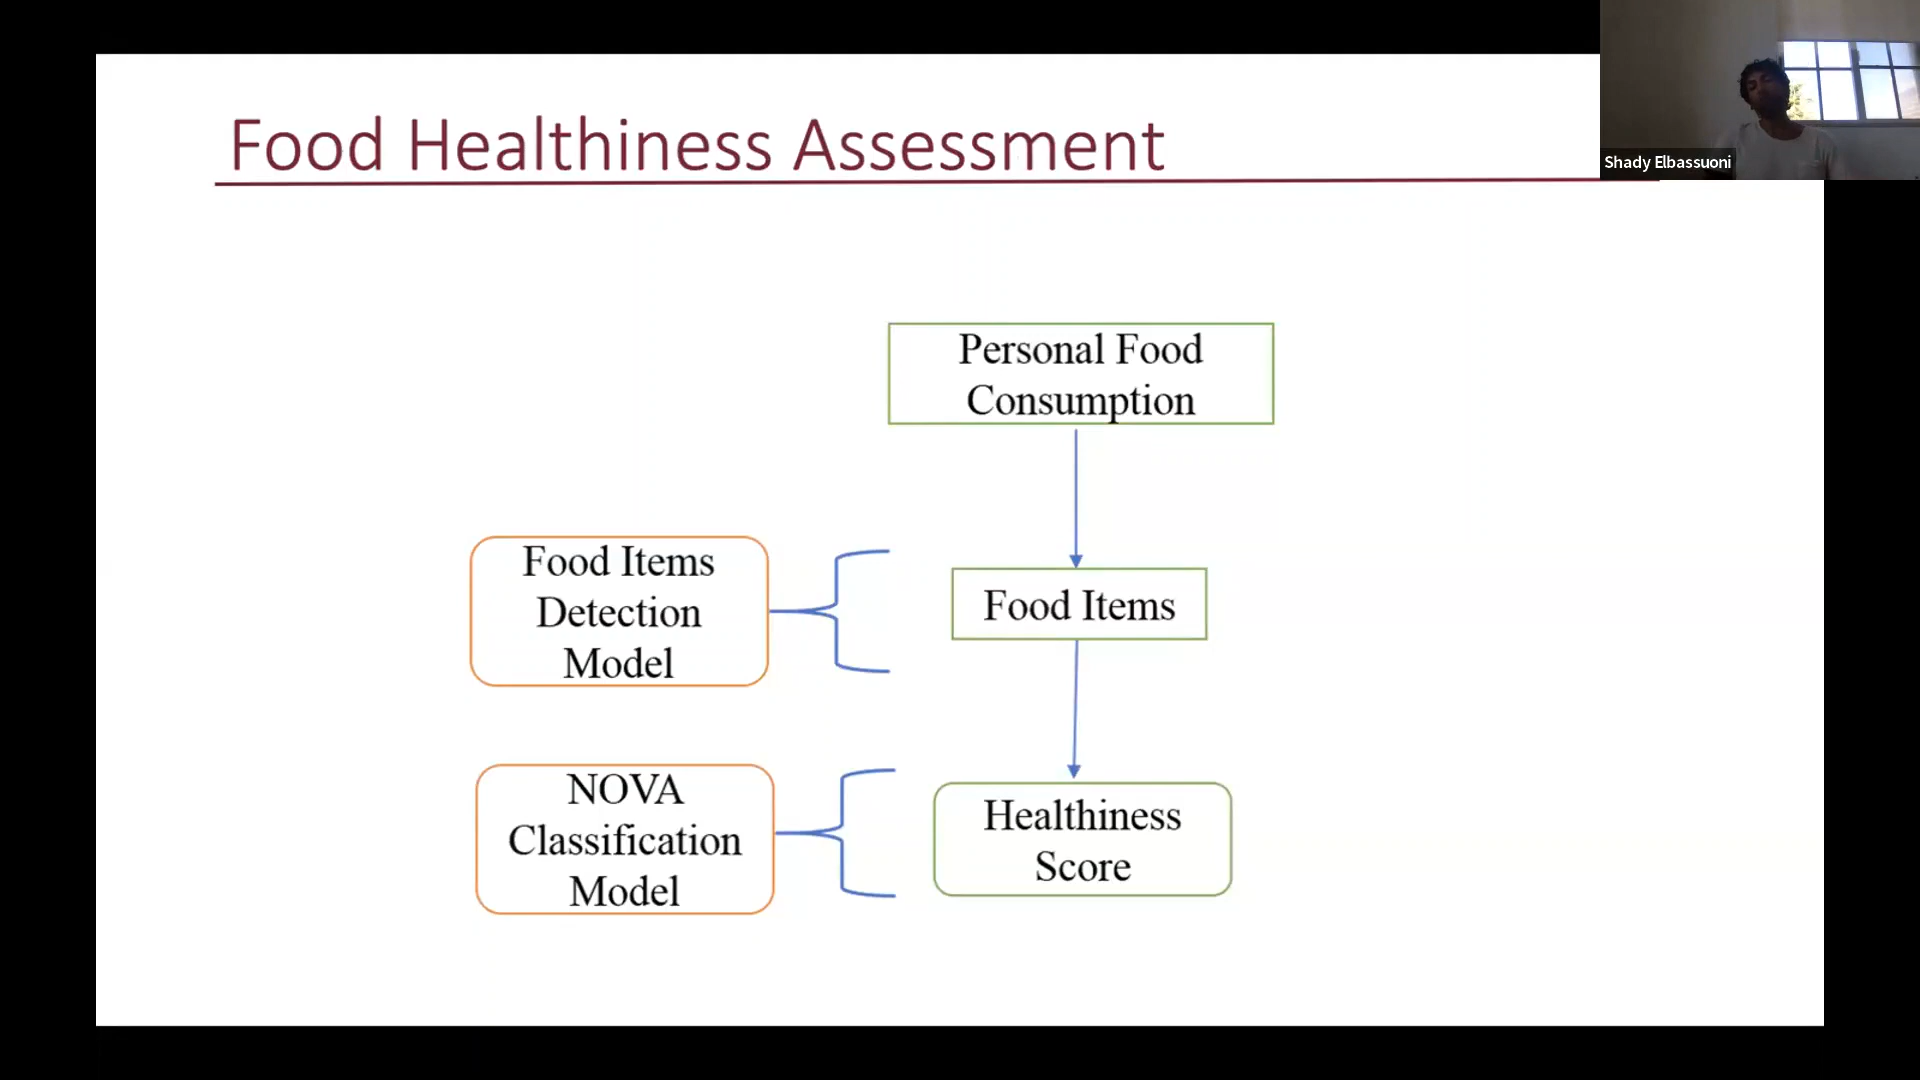 Food Healthiness Assessment
Shady Elbassuoni
Personal Food
Consumption
Food Items
Detection
Model
Food Items
NOVA
Classification
Model
Healthiness
Score